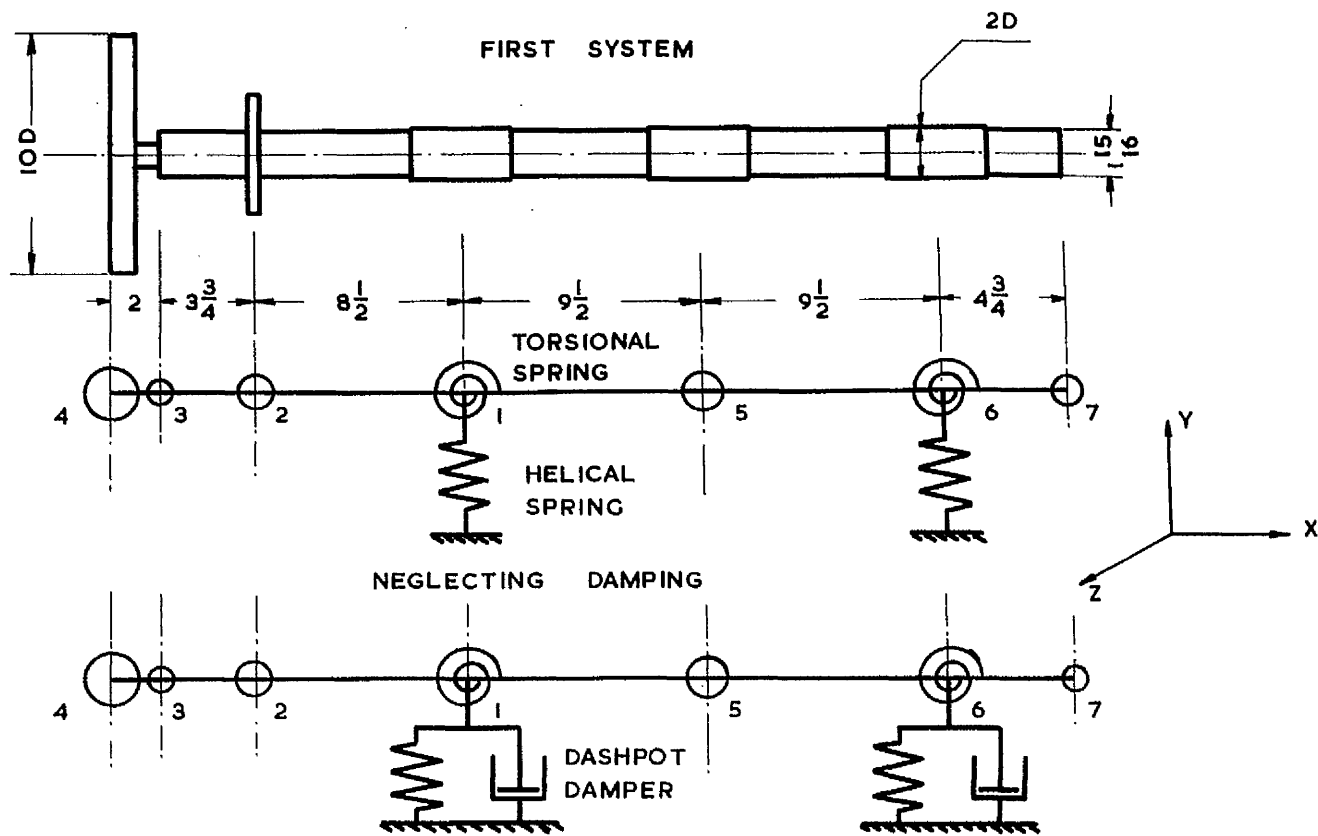 FIRST SYSTEM
2D
10D
1 15/16
2
3 3/4
8 1/2
9 1/2
9 1/2
4 3/4
TORSIONAL
SPRING
4 3 2 1 5 6 7
HELICAL
SPRING
Y
X
Z
NEGLECTING DAMPING
4 3 2 1 5 6 7
DASHPOT
DAMPER